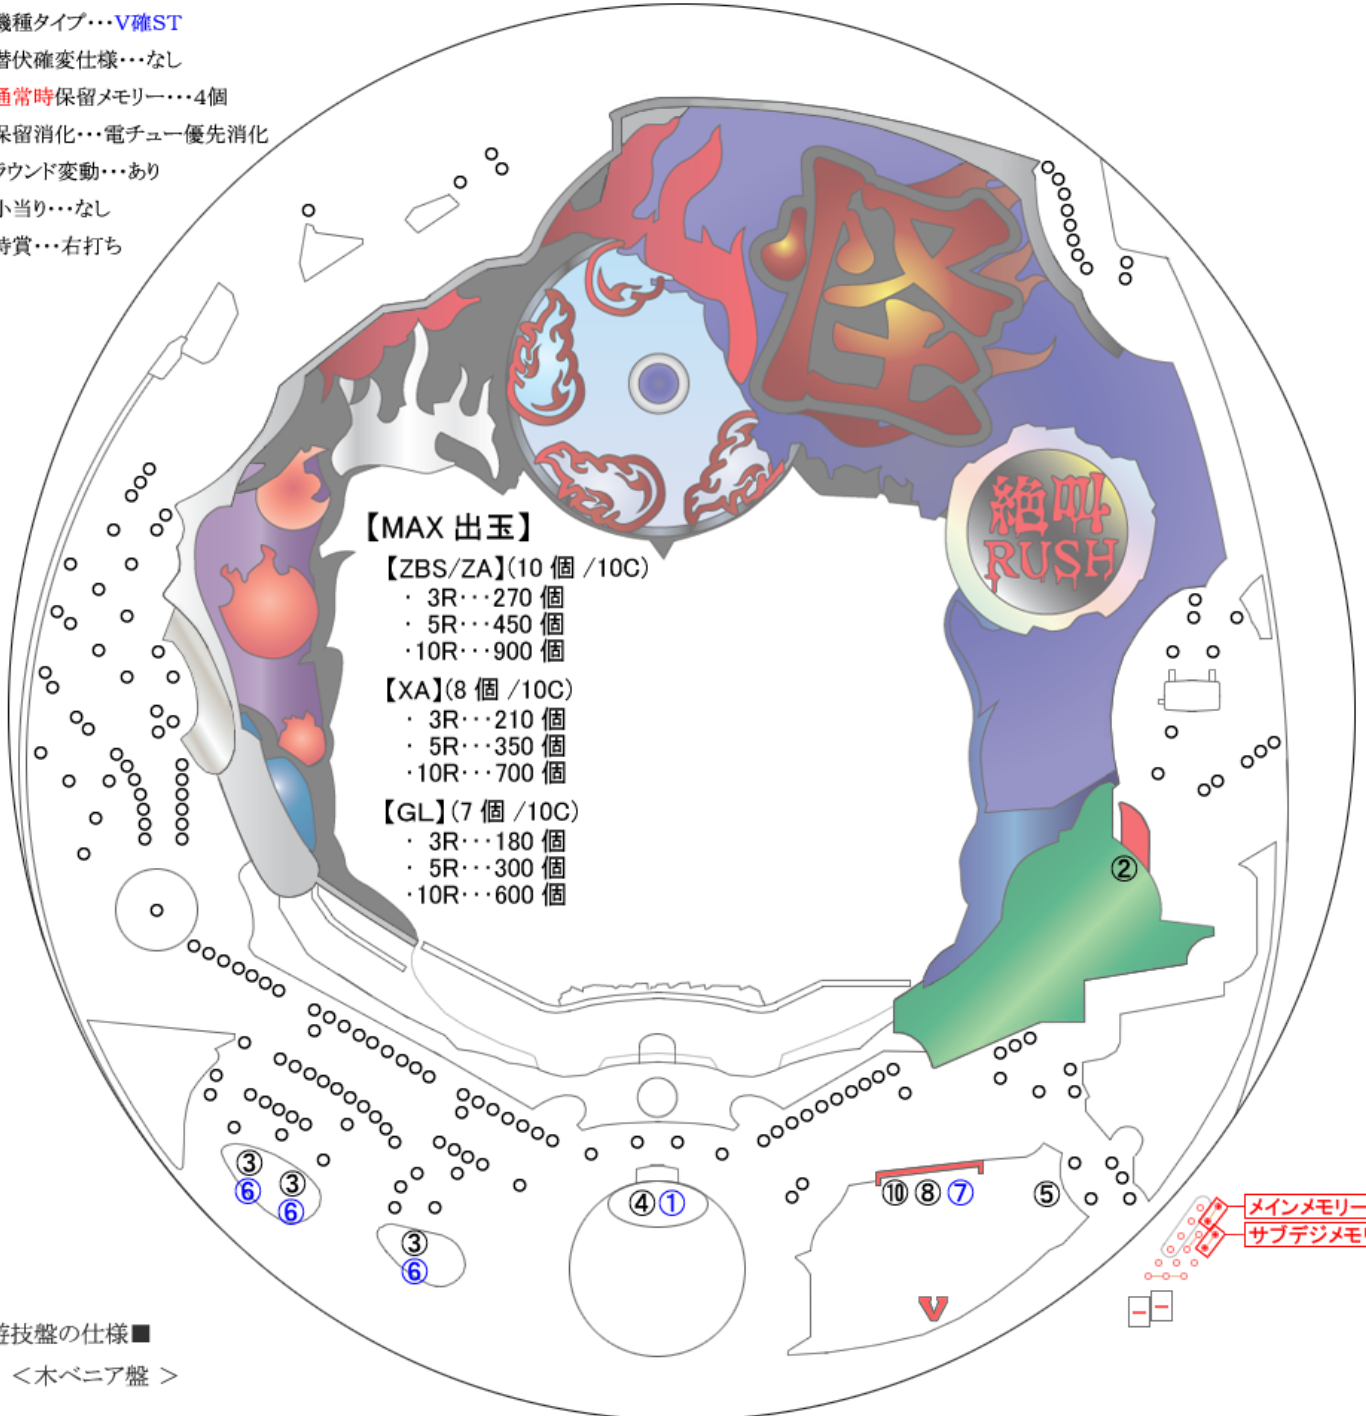 機種タイプ･･･V確ST
潜伏確変仕様･･･なし
通常時保留メモリー･･･4個
保留消化･･･電チュー優先消化
ラウンド変動･･･あり
小当り･･･なし
特賞･･･右打ち
怪
絶叫
RUSH
【MAX 出玉】
【ZBS/ZA】(10 個 /10C)
・ 3R･･･270 個
・ 5R･･･450 個
・10R･･･900 個
【XA】(8 個 /10C)
・ 3R･･･210 個
・ 5R･･･350 個
・10R･･･700 個
【GL】(7 個 /10C)
・ 3R･･･180 個
・ 5R･･･300 個
・10R･･･600 個
②
③ ③
⑥ ⑥
③
⑥
④ ①
⑩ ⑧ ⑦ ⑤
V
メインメモリー
サブデジメモ
遊技盤の仕様■
＜木ベニア盤 ＞